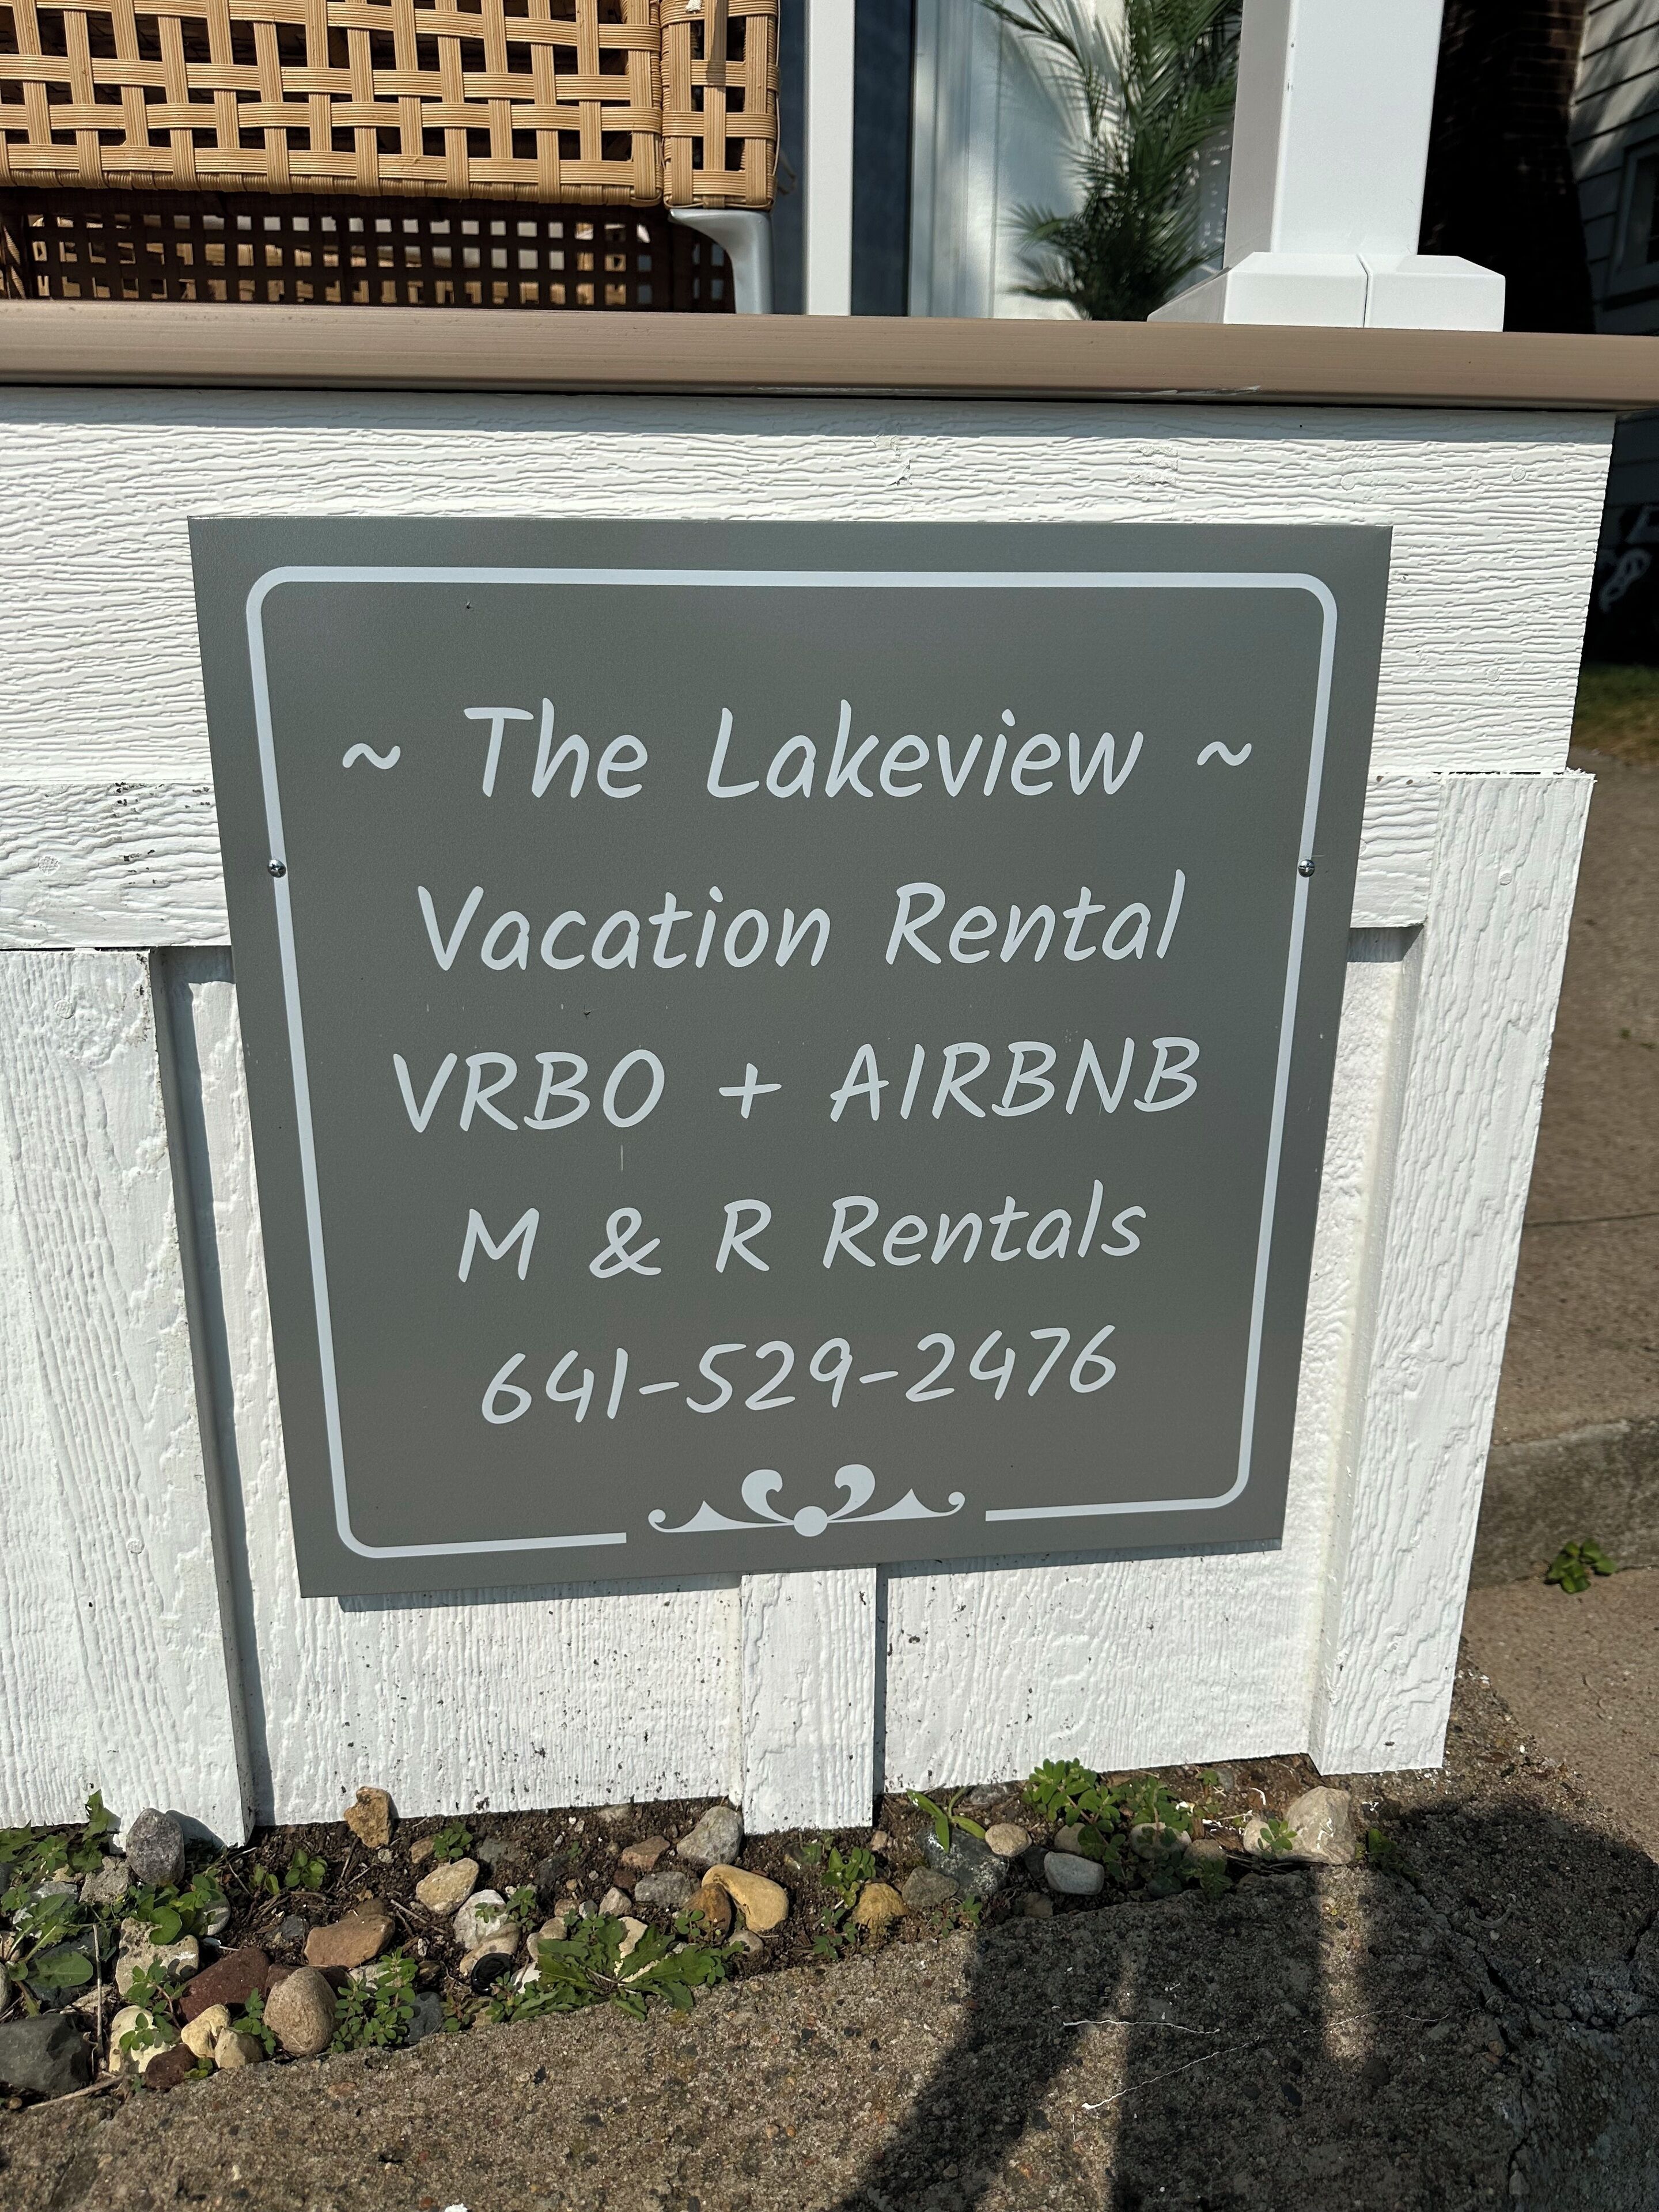 ~ The Lakeview ~
Vacation Rental
VRBO + AIRBNB
M & R Rentals
641-529-2476